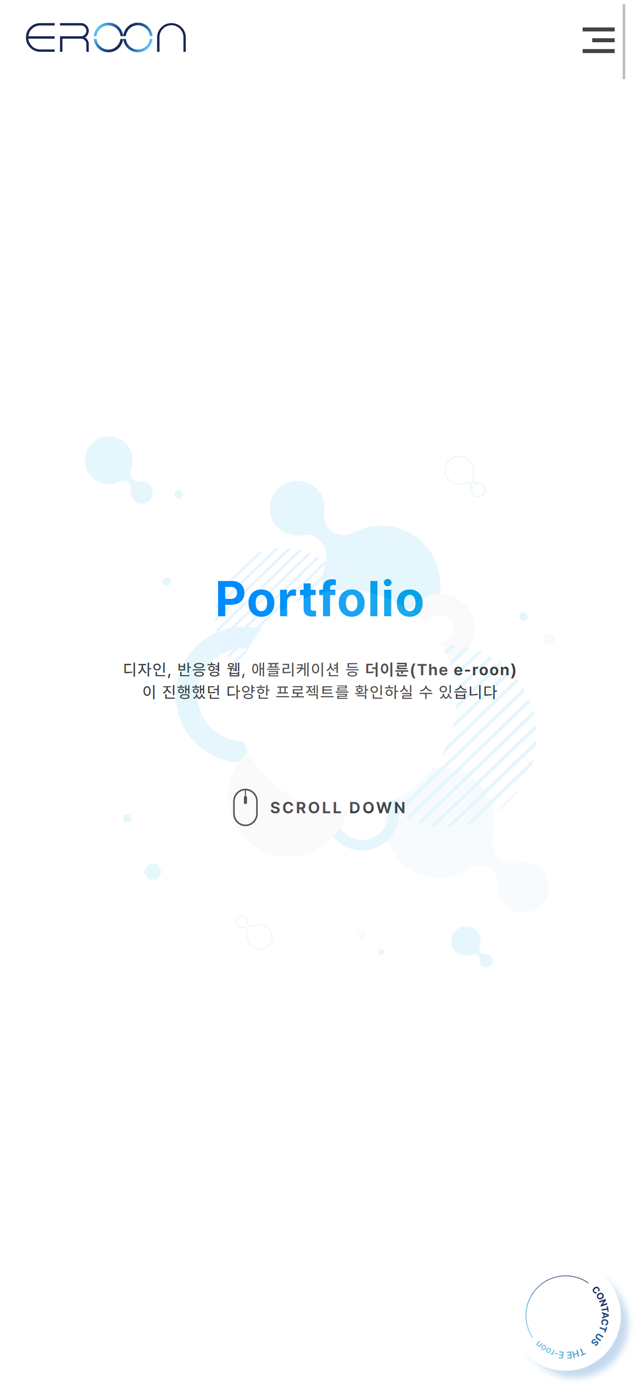 EROON
Portfolio
디자인, 반응형 웹, 애플리케이션 등 더이룬(The e-roon)
이 진행했던 다양한 프로젝트를 확인하실 수 있습니다
SCROLL DOWN
CONTACT US
THE E-roon